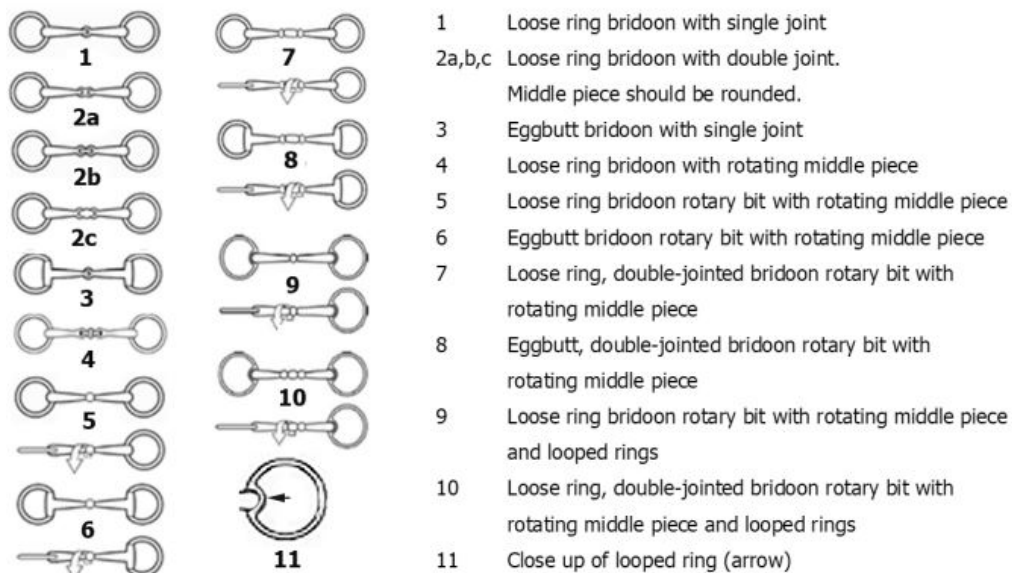 1
2a
2b
2c
3
4
5
6
7
8
9
10
11
1 Loose ring bridoon with single joint
2a,b,c Loose ring bridoon with double joint.
Middle piece should be rounded.
3 Eggbutt bridoon with single joint
4 Loose ring bridoon with rotating middle piece
5 Loose ring bridoon rotary bit with rotating middle piece
6 Eggbutt bridoon rotary bit with rotating middle piece
7 Loose ring, double-jointed bridoon rotary bit with
rotating middle piece
8 Eggbutt, double-jointed bridoon rotary bit with
rotating middle piece
9 Loose ring bridoon rotary bit with rotating middle piece
and looped rings
10 Loose ring, double-jointed bridoon rotary bit with
rotating middle piece and looped rings
11 Close up of looped ring (arrow)